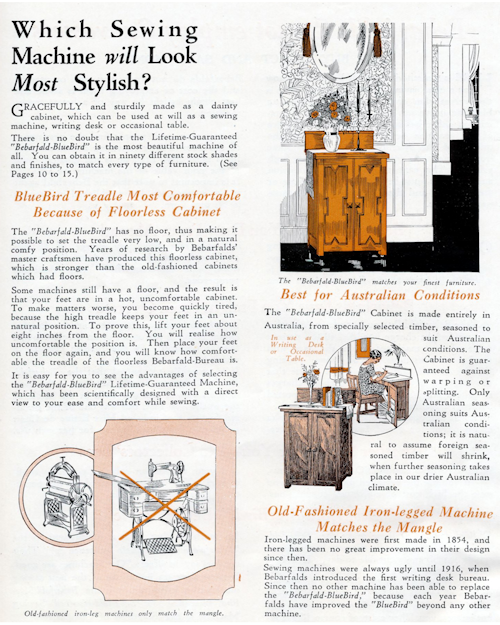 Which Sewing
Machine will Look
Most Stylish?
GRACEFULLY and sturdily made as a dainty
cabinet, which can be used at will as a sewing
machine, writing desk or occasional table.
There is no doubt that the Lifetime-Guaranteed
"Bebarfald-BlueBird" is the most beautiful machine of
all. You can obtain it in ninety different stock shades
and finishes, to match every type of furniture. (See
Pages 10 to 15.)
BlueBird Treadle Most Comfortable
Because of Floorless Cabinet
The "Bebarfald-BlueBird" has no floor, thus making it
possible to set the treadle very low, and in a natural
comfy position. Years of research by Bebarfalds'
master craftsmen have produced this floorless cabinet,
which is stronger than the old-fashioned cabinets
which had floors.
Some machines still have a floor, and the result is
that your feet are in a hot, uncomfortable cabinet.
To make matters worse, you become quickly tired,
because the high treadle keeps your feet in an un-
natural position. To prove this, lift your feet about
eight inches from the floor. You will realise how
uncomfortable the position is. Then place your feet
on the floor again, and you will know how comfort-
able the treadle of the floorless Bebarfald-Bureau is.
It is easy for you to see the advantages of selecting
the "Bebarfald-BlueBird" Lifetime-Guaranteed Machine,
which has been scientifically designed with a direct
view to your ease and comfort while sewing.
Old-fashioned iron-leg machines only match the mangle.
The "Bebarfald-BlueBird" matches your finest furniture.
Best for Australian Conditions
The "Bebarfald-BlueBird" Cabinet is made entirely in
Australia, from specially selected timber, seasoned to
In use as a
Writing Desk
or Occasional
Table.
suit Australian
conditions. The
Cabinet is guar-
anteed against
warping or
splitting. Only
Australian seas-
oning suits Aus-
tralian condi-
tions; it is natu-
ral to assume foreign sea-
soned timber will shrink,
when further seasoning takes
place in our drier Australian
climate.
Old-Fashioned Iron-legged Machine
Matches the Mangle
Iron-legged machines were first made in 1854, and
there has been no great improvement in their design
since then.
Sewing machines were always ugly until 1916, when
Bebarfalds introduced the first writing desk bureau.
Since then no other machine has been able to replace
the "Bebarfald-BlueBird," because each year Bebar-
falds have improved the "BlueBird" beyond any other
machine.